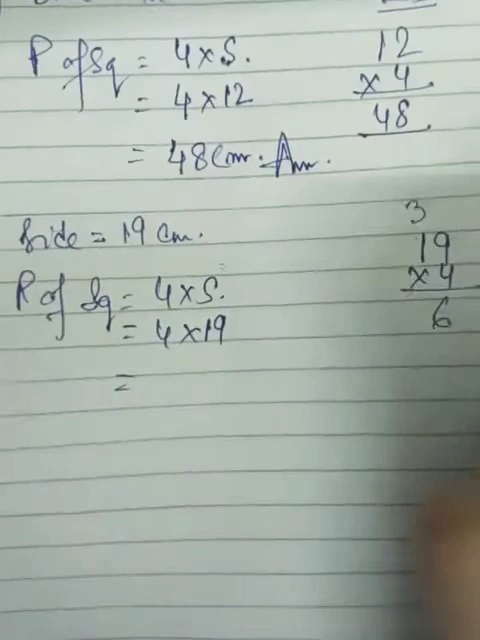 P of Sq = 4 x S.
= 4 x 12
= 48 cm. Ans.
12
x 4
48
Side = 19 cm.
P of Sq = 4 x S.
= 4 x 19
=
3
19
x 4
6